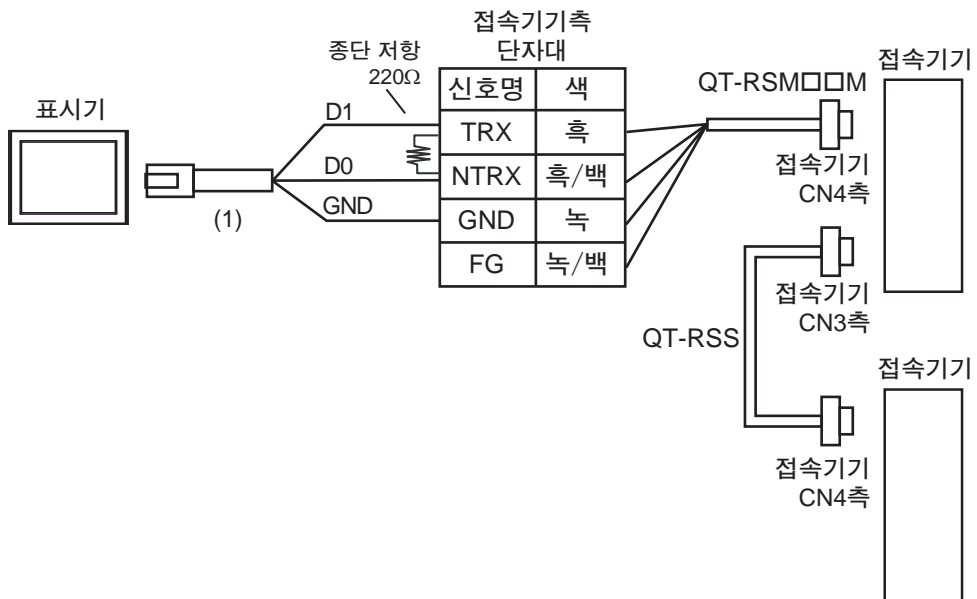 표시기
(1)
D1
D0
GND
종단 저항
220Ω
접속기기측
단자대
신호명 색
TRX 흑
NTRX 흑/백
GND 녹
FG 녹/백
QT-RSM□□M
접속기기
CN4측
접속기기
접속기기
CN3측
QT-RSS
접속기기
CN4측
접속기기